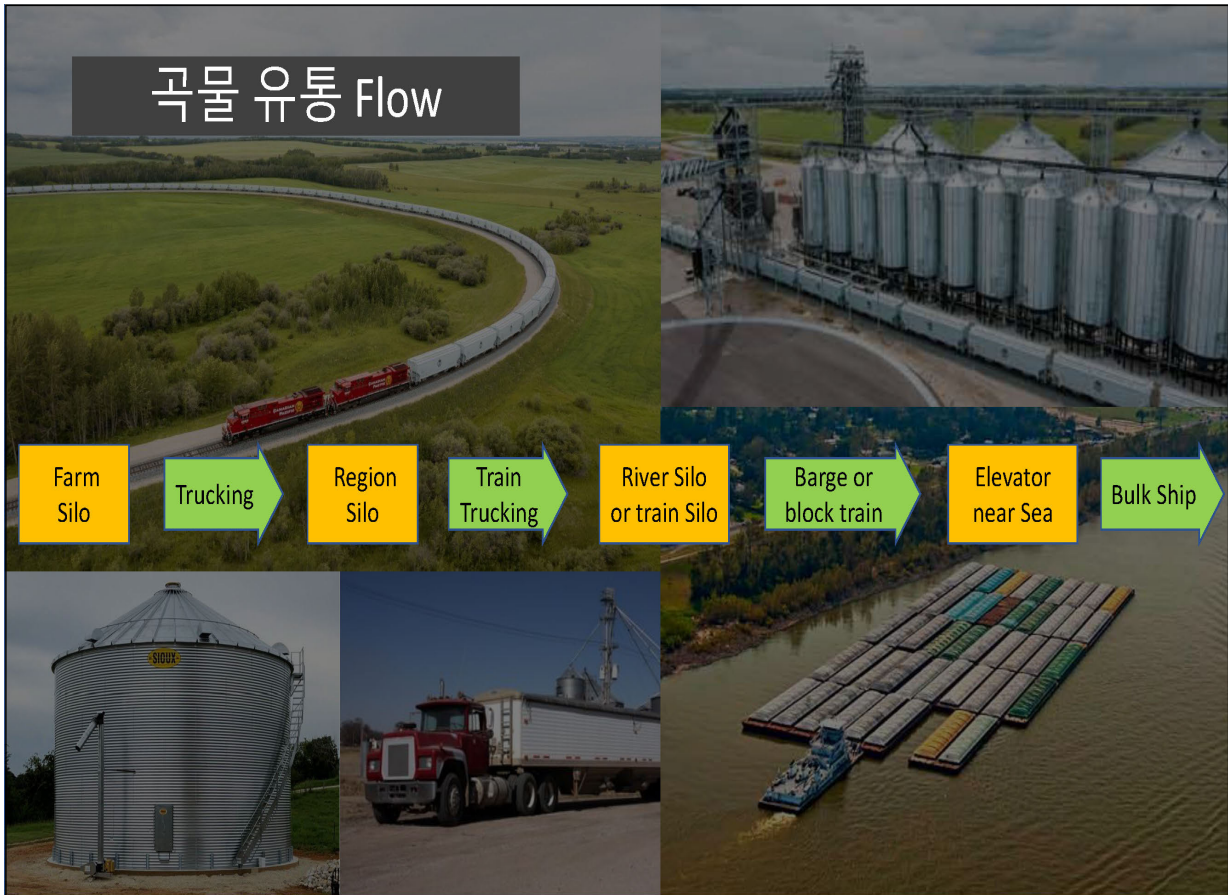 곡물 유통 Flow
Farm
Silo
Trucking
Region
Silo
Train
Trucking
River Silo
or train Silo
Barge or
block train
Elevator
near Sea
Bulk Ship
SIOUX